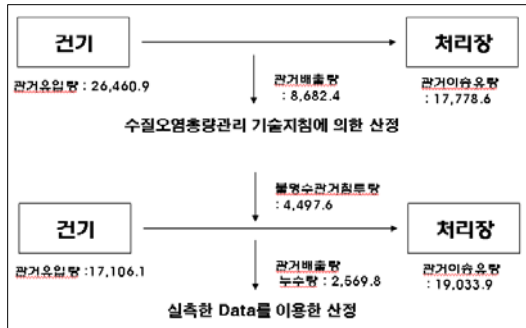 건기
처리장
관거유입량 : 26,460.9
관거배출량
: 8,682.4
관거이송유량
: 17,778.6
수질오염총량관리 기술지침에 의한 산정
불명수관거침투량
: 4,497.6
건기
처리장
관거유입량 :17,106.1
관거배출량
누수량 : 2,569.8
관거이송유량
: 19,033.9
실측한 Data를 이용한 산정